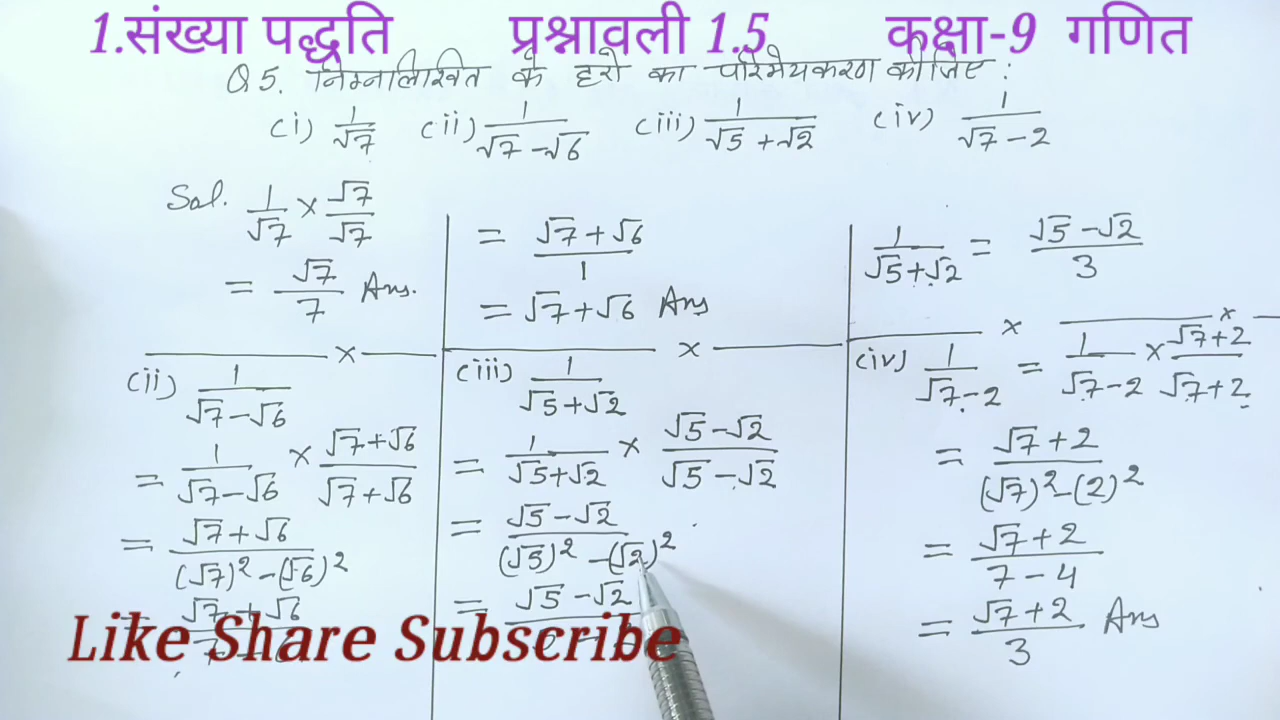 1.संख्या पद्धति प्रश्नावली 1.5 कक्षा-9 गणित
Q 5. निम्नलिखित के हरों का परिमेयकरण कीजिए :
(i) 1/√7 (ii) 1/(√7 - √6) (iii) 1/(√5 + √2) (iv) 1/(√7 - 2)
Sol. 1/√7 × √7/√7
= √7/7 Ans.
(ii) 1/(√7 - √6)
= 1/(√7 - √6) × (√7 + √6)/(√7 + √6)
= (√7 + √6)/((√7)² - (√6)²)
= (√7 + √6)/
= (√7 + √6)/1
= √7 + √6 Ans
(iii) 1/(√5 + √2)
= 1/(√5 + √2) × (√5 - √2)/(√5 - √2)
= (√5 - √2)/((√5)² - (√2)²)
= (√5 - √2)/
1/(√5 + √2) = (√5 - √2)/3
(iv) 1/(√7 - 2) = 1/(√7 - 2) × (√7 + 2)/(√7 + 2)
= (√7 + 2)/((√7)² - (2)²)
= (√7 + 2)/(7 - 4)
= (√7 + 2)/3 Ans
Like Share Subscribe